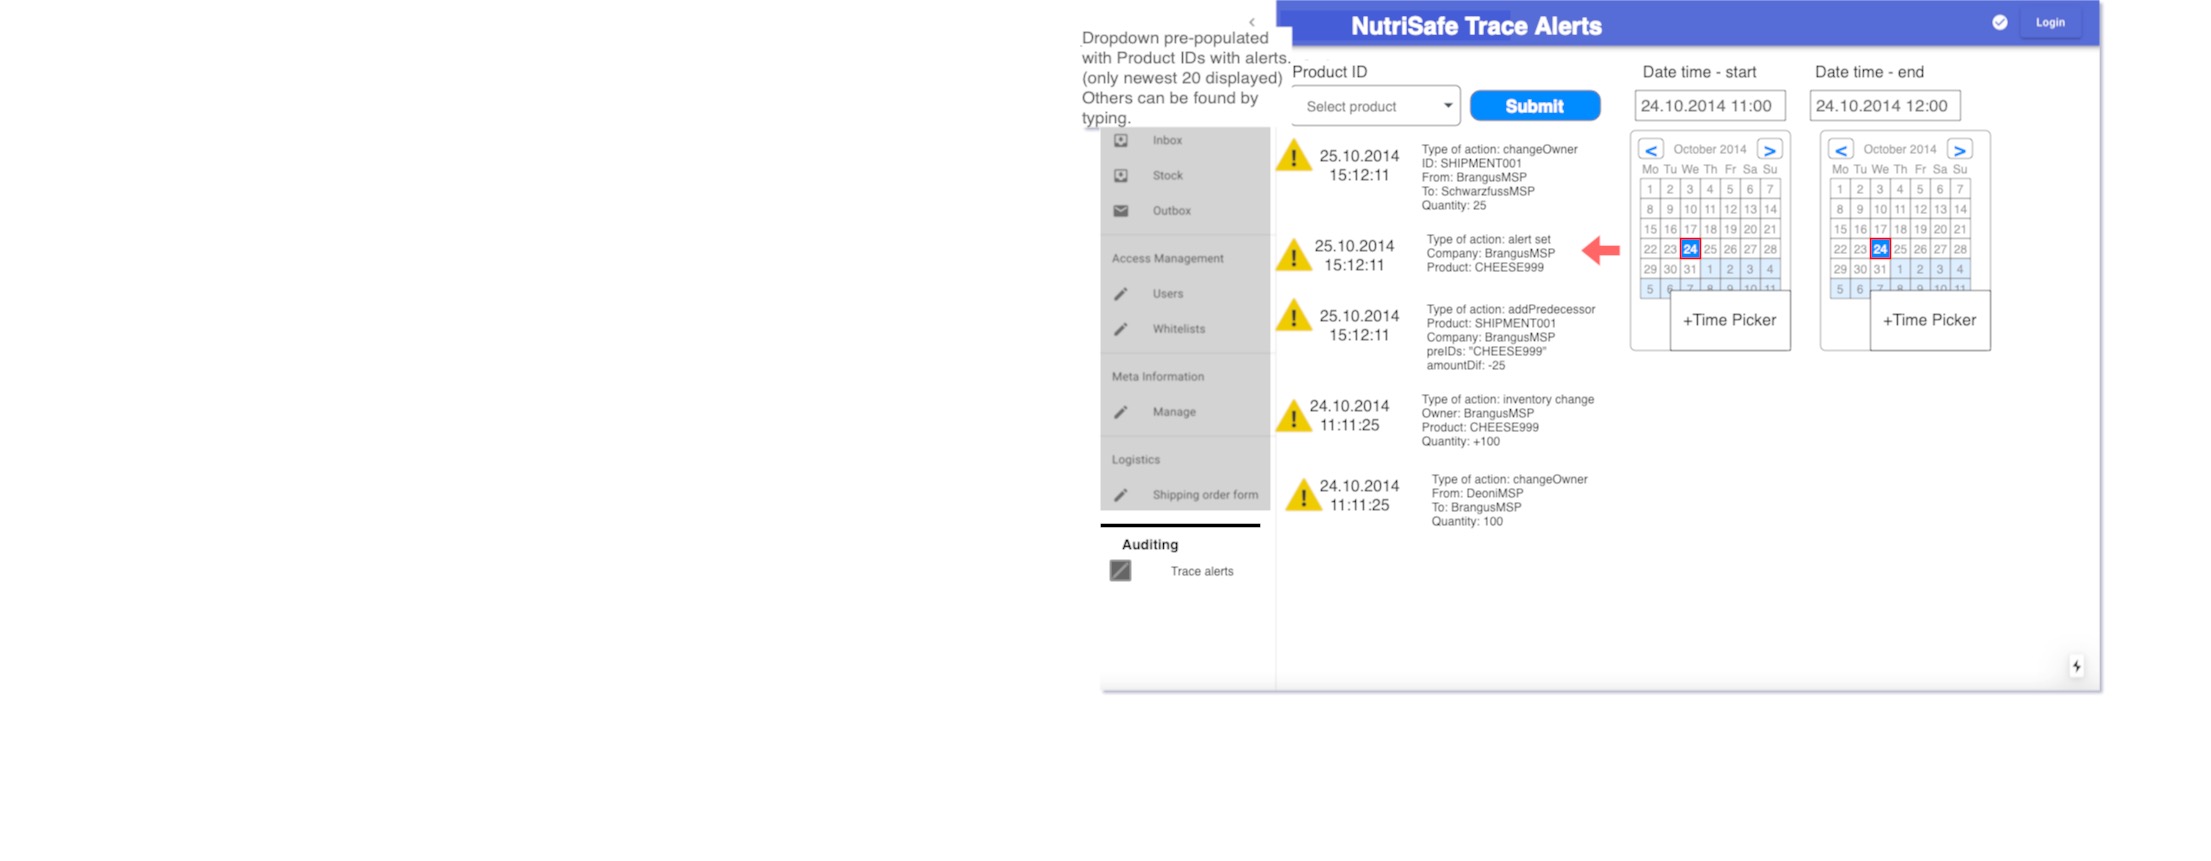 NutriSafe Trace Alerts
Login
Dropdown pre-populated
with Product IDs with alerts.
(only newest 20 displayed)
Others can be found by
typing.
Product ID
Select product
Submit
Date time - start
24.10.2014 11:00
Date time - end
24.10.2014 12:00
Inbox
Stock
Outbox
Access Management
Users
Whitelists
Meta Information
Manage
Logistics
Shipping order form
Auditing
Trace alerts
25.10.2014
15:12:11
Type of action: changeOwner
ID: SHIPMENT001
From: BrangusMSP
To: SchwarzfussMSP
Quantity: 25
25.10.2014
15:12:11
Type of action: alert set
Company: BrangusMSP
Product: CHEESE999
25.10.2014
15:12:11
Type of action: addPredecessor
Product: SHIPMENT001
Company: BrangusMSP
preIDs: "CHEESE999"
amountDif: -25
24.10.2014
11:11:25
Type of action: inventory change
Owner: BrangusMSP
Product: CHEESE999
Quantity: +100
24.10.2014
11:11:25
Type of action: changeOwner
From: DeoniMSP
To: BrangusMSP
Quantity: 100
< October 2014 >
Mo Tu We Th Fr Sa Su
1 2 3 4 5 6 7
8 9 10 11 12 13 14
15 16 17 18 19 20 21
22 23 24 25 26 27 28
29 30 31 1 2 3 4
5 6 7 8 9 10 11
+Time Picker
< October 2014 >
Mo Tu We Th Fr Sa Su
1 2 3 4 5 6 7
8 9 10 11 12 13 14
15 16 17 18 19 20 21
22 23 24 25 26 27 28
29 30 31 1 2 3 4
5 6 7 8 9 10 11
+Time Picker